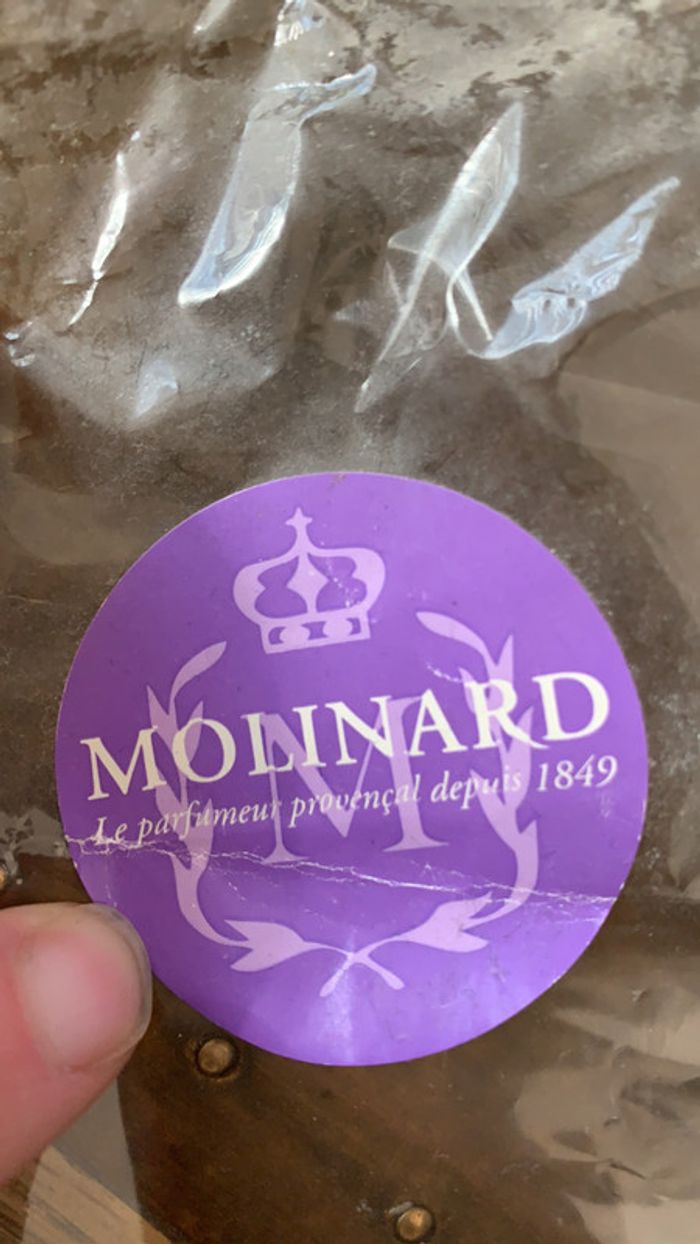 MOLINARD
Le parfumeur provençal depuis 1849
M